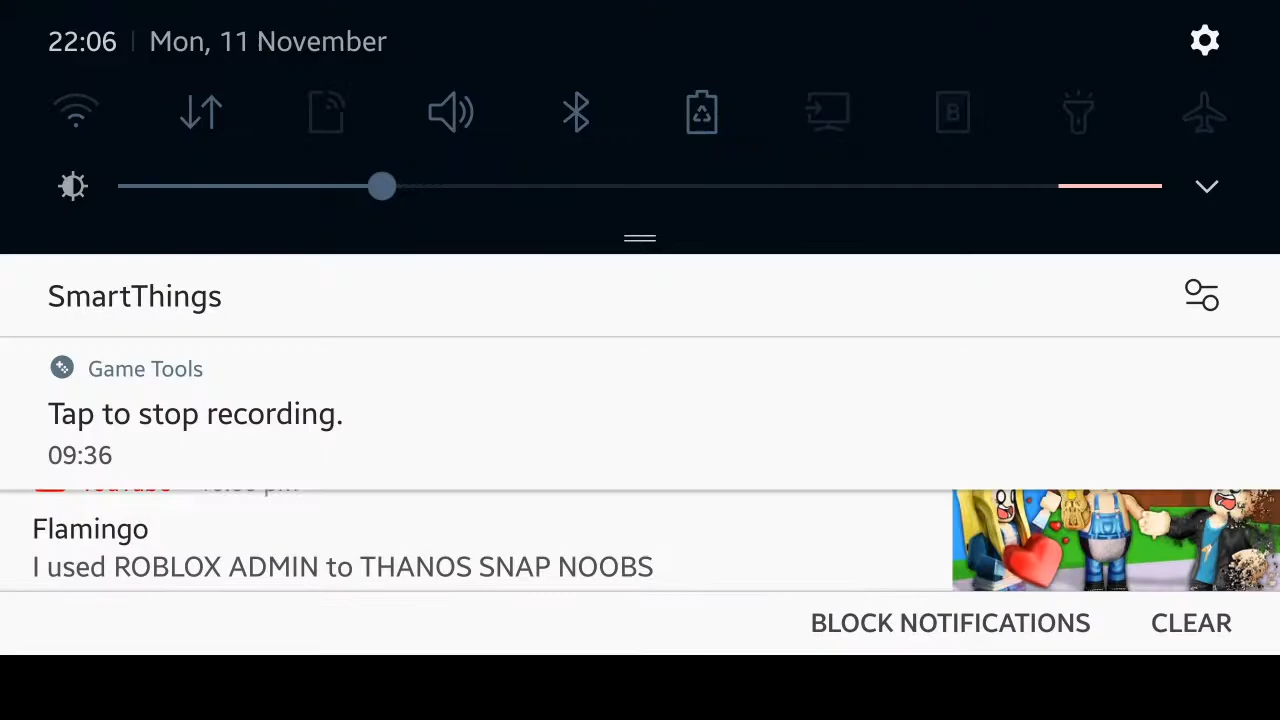 22:06 | Mon, 11 November
SmartThings
Game Tools
Tap to stop recording.
09:36
Flamingo
I used ROBLOX ADMIN to THANOS SNAP NOOBS
BLOCK NOTIFICATIONS CLEAR